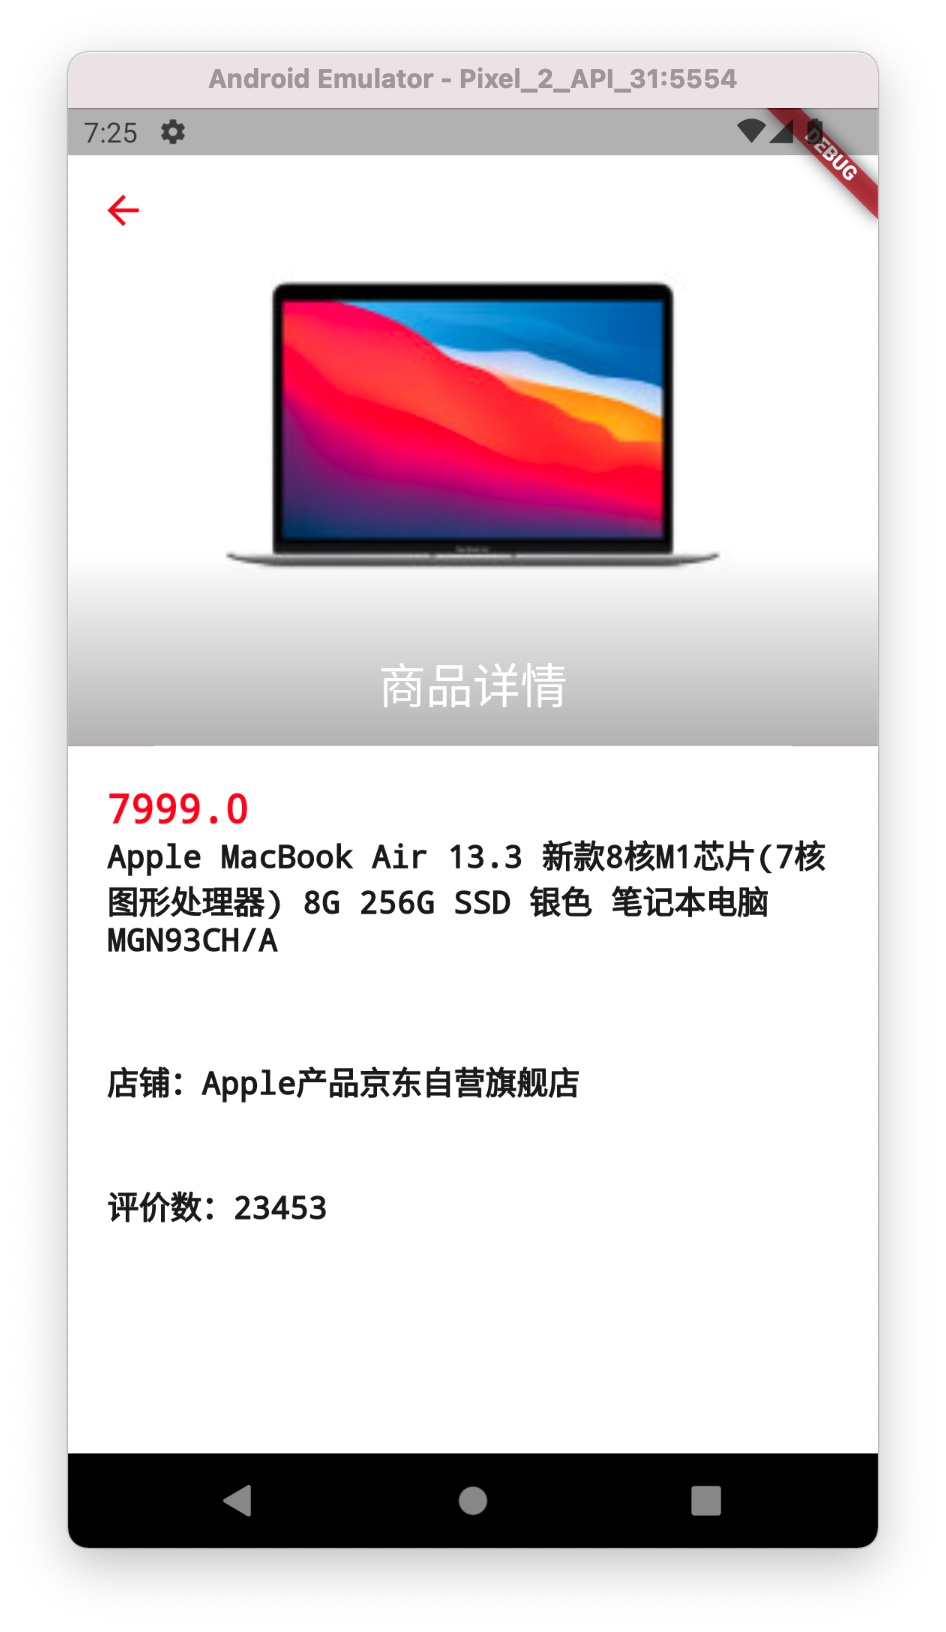 Android Emulator - Pixel_2_API_31:5554
7:25
DEBUG
商品详情
7999.0
Apple MacBook Air 13.3 新款8核M1芯片(7核
图形处理器) 8G 256G SSD 银色 笔记本电脑
MGN93CH/A
店铺：Apple产品京东自营旗舰店
评价数：23453